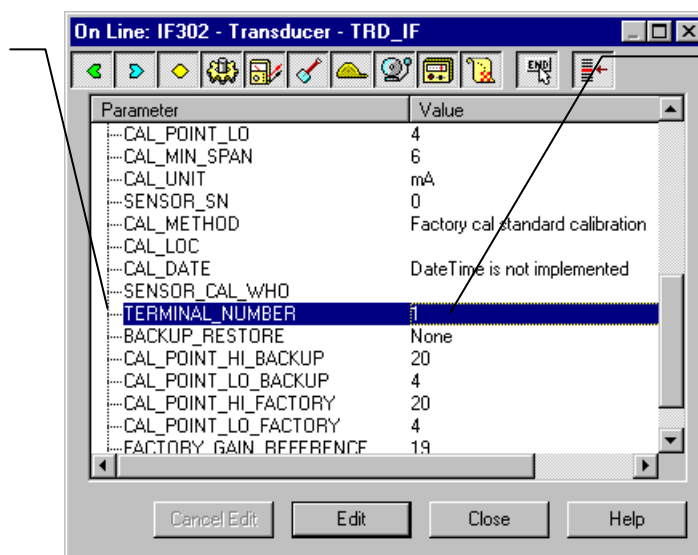 On Line: IF302 - Transducer - TRD_IF
END
Parameter Value
CAL_POINT_LO 4
CAL_MIN_SPAN 6
CAL_UNIT mA
SENSOR_SN 0
CAL_METHOD Factory cal standard calibration
CAL_LOC
CAL_DATE DateTime is not implemented
SENSOR_CAL_WHO
TERMINAL_NUMBER 1
BACKUP_RESTORE None
CAL_POINT_HI_BACKUP 20
CAL_POINT_LO_BACKUP 4
CAL_POINT_HI_FACTORY 20
CAL_POINT_LO_FACTORY 4
FACTORY_GAIN_REFERENCE 19
Cancel Edit Edit Close Help